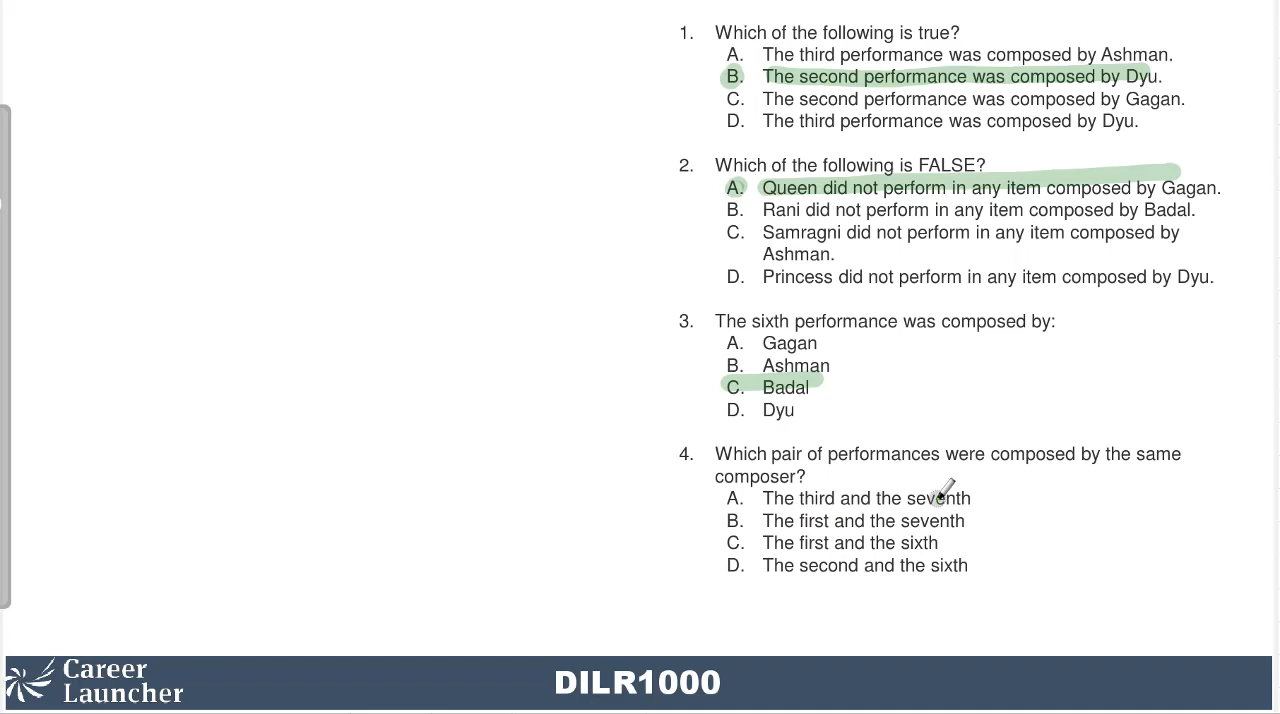 1. Which of the following is true?
A. The third performance was composed by Ashman.
B. The second performance was composed by Dyu.
C. The second performance was composed by Gagan.
D. The third performance was composed by Dyu.
2. Which of the following is FALSE?
A. Queen did not perform in any item composed by Gagan.
B. Rani did not perform in any item composed by Badal.
C. Samragni did not perform in any item composed by
Ashman.
D. Princess did not perform in any item composed by Dyu.
3. The sixth performance was composed by:
A. Gagan
B. Ashman
C. Badal
D. Dyu
4. Which pair of performances were composed by the same
composer?
A. The third and the seventh
B. The first and the seventh
C. The first and the sixth
D. The second and the sixth
Career
Launcher
DILR1000